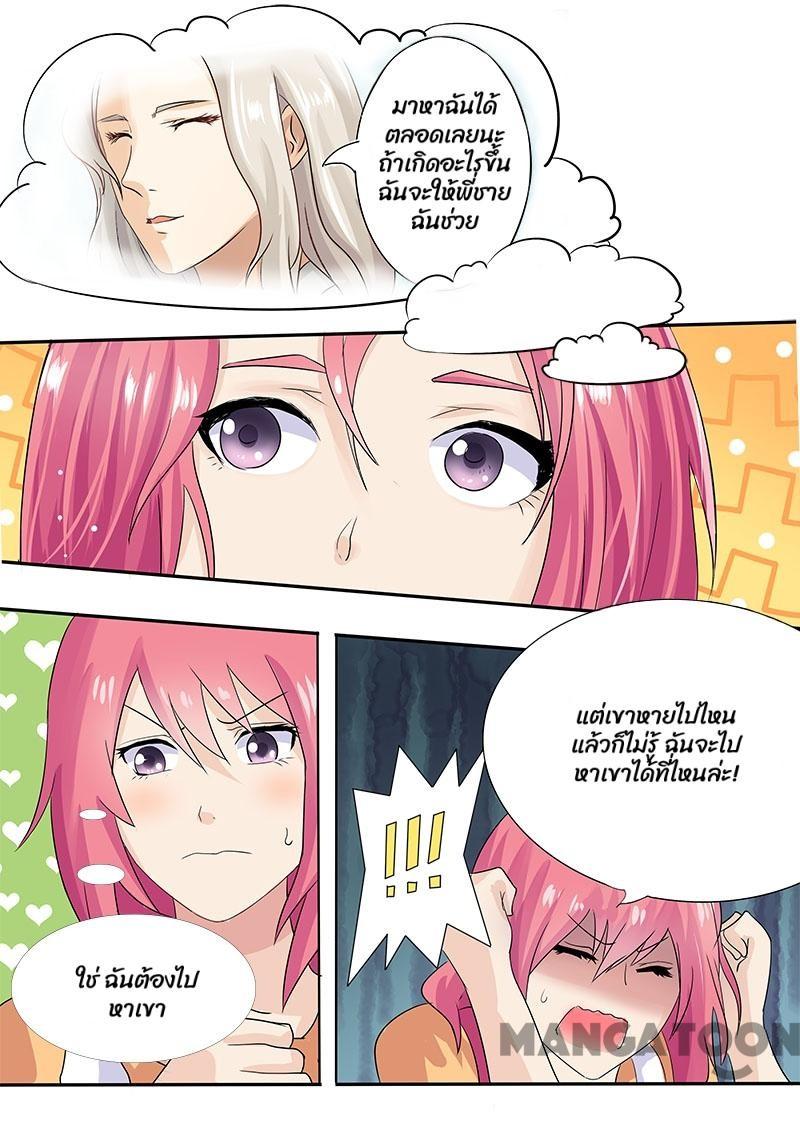 มาหาฉันได้
ตลอดเลยนะ
ถ้าเกิดอะไรขึ้น
ฉันจะให้พี่ชาย
ฉันช่วย
ใช่ ฉันต้องไป
หาเขา
แต่เขาหายไปไหน
แล้วก็ไม่รู้ ฉันจะไป
หาเขาได้ที่ไหนล่ะ!
!!!
MANGATOON